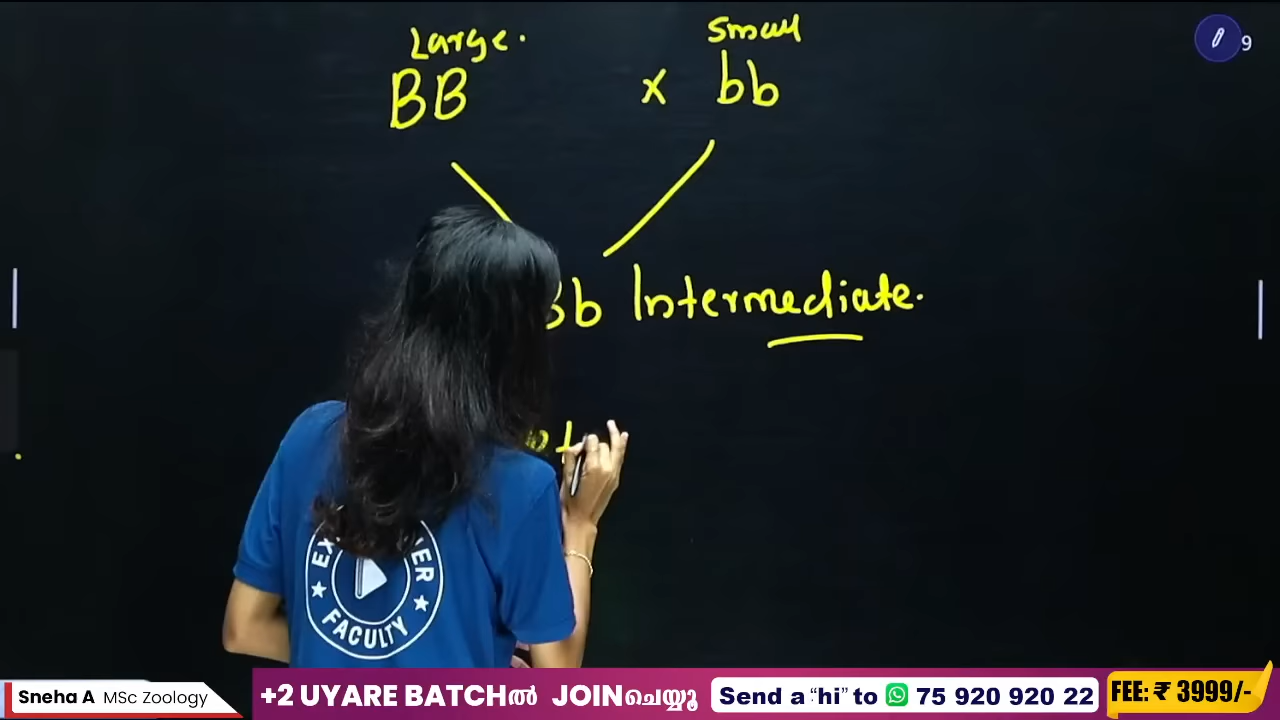 Large. Small
BB x bb
9
Bb Intermediate.
FACULTY
Sneha A MSc Zoology
+2 UYARE BATCHൽ JOINചെയ്യൂ
Send a “hi” to 75 920 920 22
FEE: ₹ 3999/-